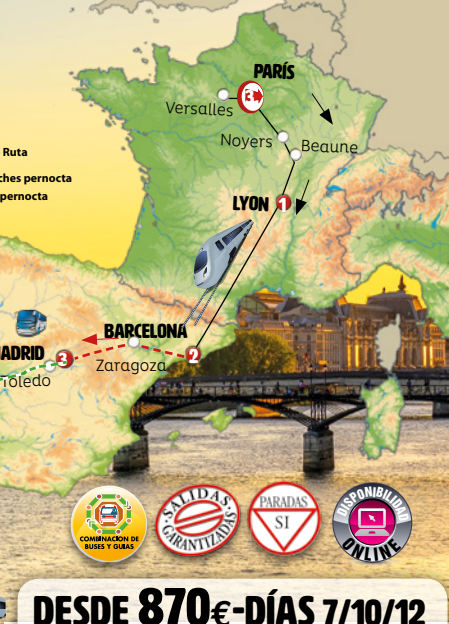 PARÍS
3
Versalles
Noyers
Beaune
Ruta
ches pernocta
pernocta
LYON 1
BARCELONA
ADRID 3
Zaragoza 2
Toledo
COMBINACION DE
BUSES Y GUIAS
SALIDAS
GARANTIZADAS
PARADAS
SI
DISPONIBILIDAD
ONLINE
DESDE 870€-DÍAS 7/10/12